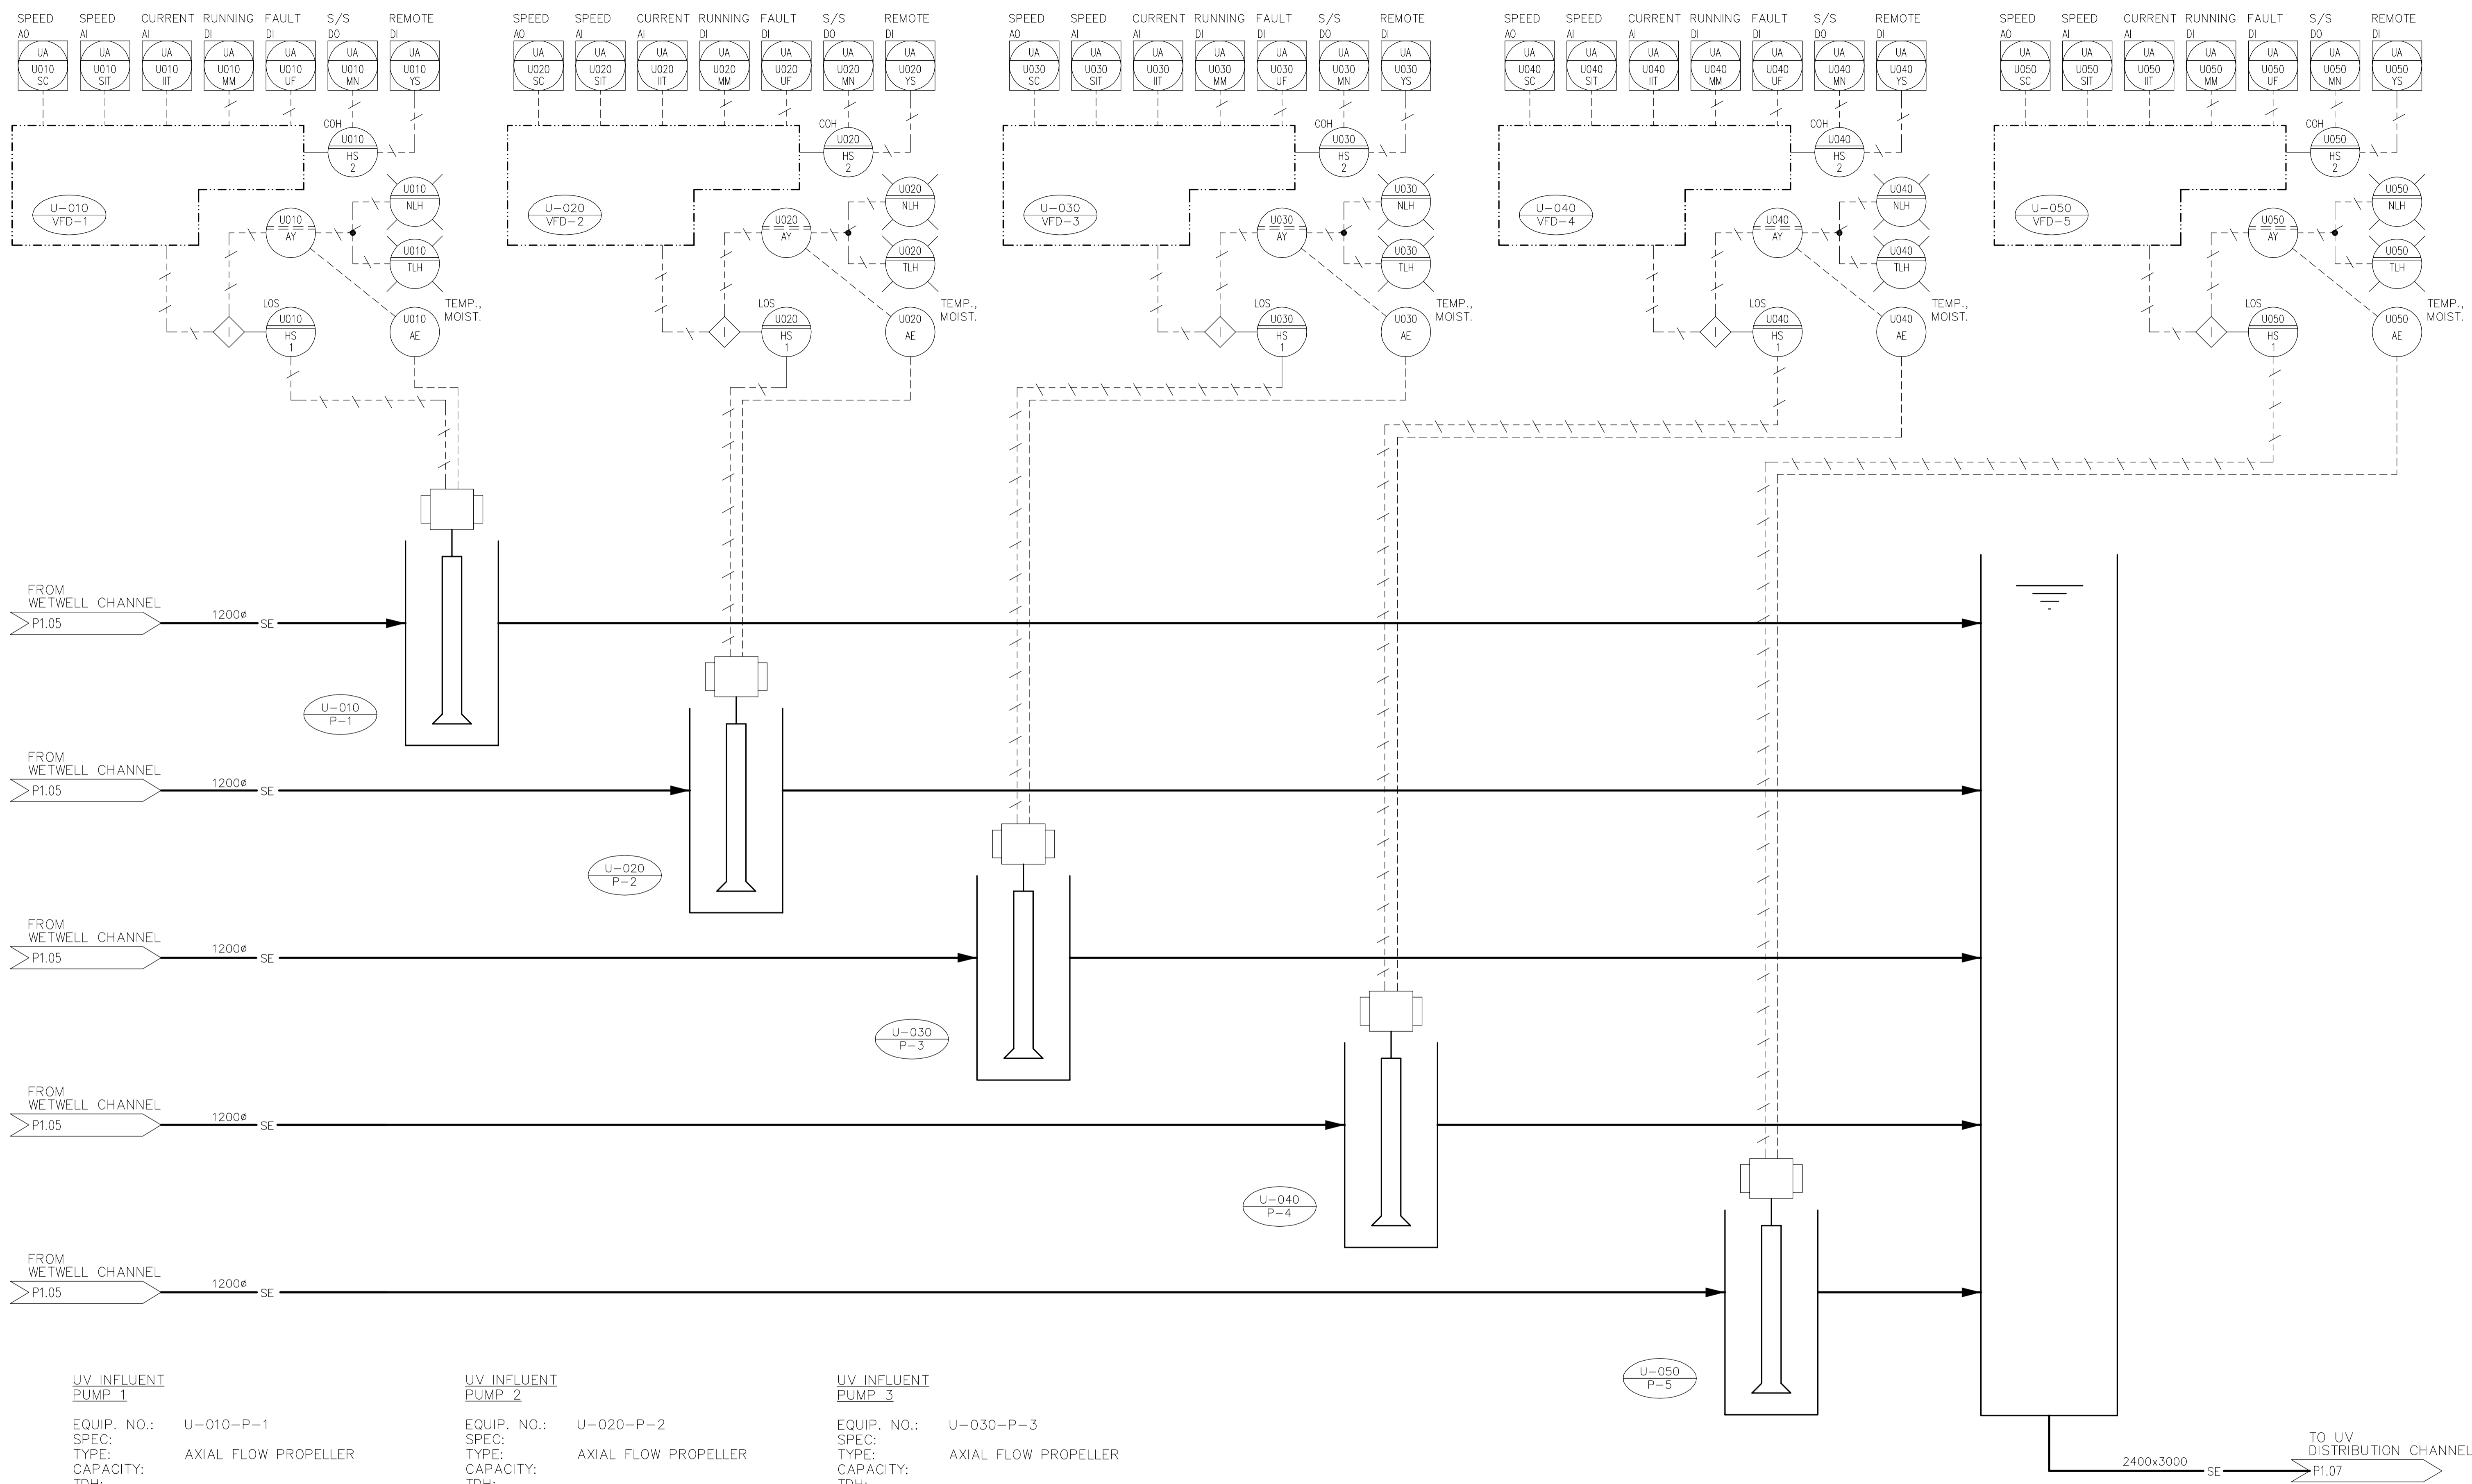 SPEED SPEED CURRENT RUNNING FAULT S/S REMOTE
AO AI AI DI DI DO DI
UA UA UA UA UA UA UA
U010 U010 U010 U010 U010 U010 U010
SC SIT IIT MM UF MN YS
SPEED SPEED CURRENT RUNNING FAULT S/S REMOTE
AO AI AI DI DI DO DI
UA UA UA UA UA UA UA
U020 U020 U020 U020 U020 U020 U020
SC SIT IIT MM UF MN YS
SPEED SPEED CURRENT RUNNING FAULT S/S REMOTE
AO AI AI DI DI DO DI
UA UA UA UA UA UA UA
U030 U030 U030 U030 U030 U030 U030
SC SIT IIT MM UF MN YS
SPEED SPEED CURRENT RUNNING FAULT S/S REMOTE
AO AI AI DI DI DO DI
UA UA UA UA UA UA UA
U040 U040 U040 U040 U040 U040 U040
SC SIT IIT MM UF MN YS
SPEED SPEED CURRENT RUNNING FAULT S/S REMOTE
AO AI AI DI DI DO DI
UA UA UA UA UA UA UA
U050 U050 U050 U050 U050 U050 U050
SC SIT IIT MM UF MN YS
COH
U010
HS
2
U-010
VFD-1
U010
AY
U010
NLH
U010
TLH
LOS
U010
HS
1
I
U010
AE
TEMP.,
MOIST.
COH
U020
HS
2
U-020
VFD-2
U020
AY
U020
NLH
U020
TLH
LOS
U020
HS
1
I
U020
AE
TEMP.,
MOIST.
COH
U030
HS
2
U-030
VFD-3
U030
AY
U030
NLH
U030
TLH
LOS
U030
HS
1
I
U030
AE
TEMP.,
MOIST.
COH
U040
HS
2
U-040
VFD-4
U040
AY
U040
NLH
U040
TLH
LOS
U040
HS
1
I
U040
AE
TEMP.,
MOIST.
COH
U050
HS
2
U-050
VFD-5
U050
AY
U050
NLH
U050
TLH
LOS
U050
HS
1
I
U050
AE
TEMP.,
MOIST.
FROM
WETWELL CHANNEL
P1.05
1200ø
SE
U-010
P-1
FROM
WETWELL CHANNEL
P1.05
1200ø
SE
U-020
P-2
FROM
WETWELL CHANNEL
P1.05
1200ø
SE
U-030
P-3
FROM
WETWELL CHANNEL
P1.05
1200ø
SE
U-040
P-4
FROM
WETWELL CHANNEL
P1.05
1200ø
SE
U-050
P-5
UV INFLUENT
PUMP 1
EQUIP. NO.: U-010-P-1
SPEC:
TYPE: AXIAL FLOW PROPELLER
CAPACITY:
TDH:
UV INFLUENT
PUMP 2
EQUIP. NO.: U-020-P-2
SPEC:
TYPE: AXIAL FLOW PROPELLER
CAPACITY:
TDH:
UV INFLUENT
PUMP 3
EQUIP. NO.: U-030-P-3
SPEC:
TYPE: AXIAL FLOW PROPELLER
CAPACITY:
TDH:
2400x3000
SE
TO UV
DISTRIBUTION CHANNEL
P1.07